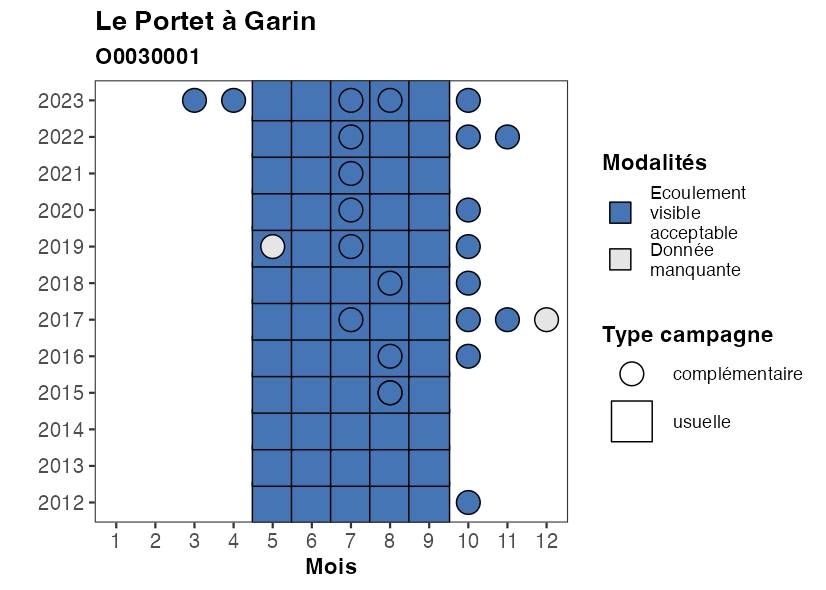 Le Portet à Garin
O0030001
2023
2022
2021
2020
2019
2018
2017
2016
2015
2014
2013
2012
1 2 3 4 5 6 7 8 9 10 11 12
Mois
Modalités
Ecoulement
visible
acceptable
Donnée
manquante
Type campagne
complémentaire
usuelle